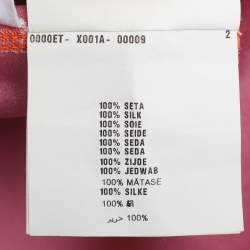 0000ET- X001A- 00009 2
100% SETA
100% SILK
100% SOIE
100% SEIDE
100% SEDA
100% SEDA
100% ZIJDE
100% JEDWAB
100% MĂTASE
100% SILKE
100% 絹
100% حرير